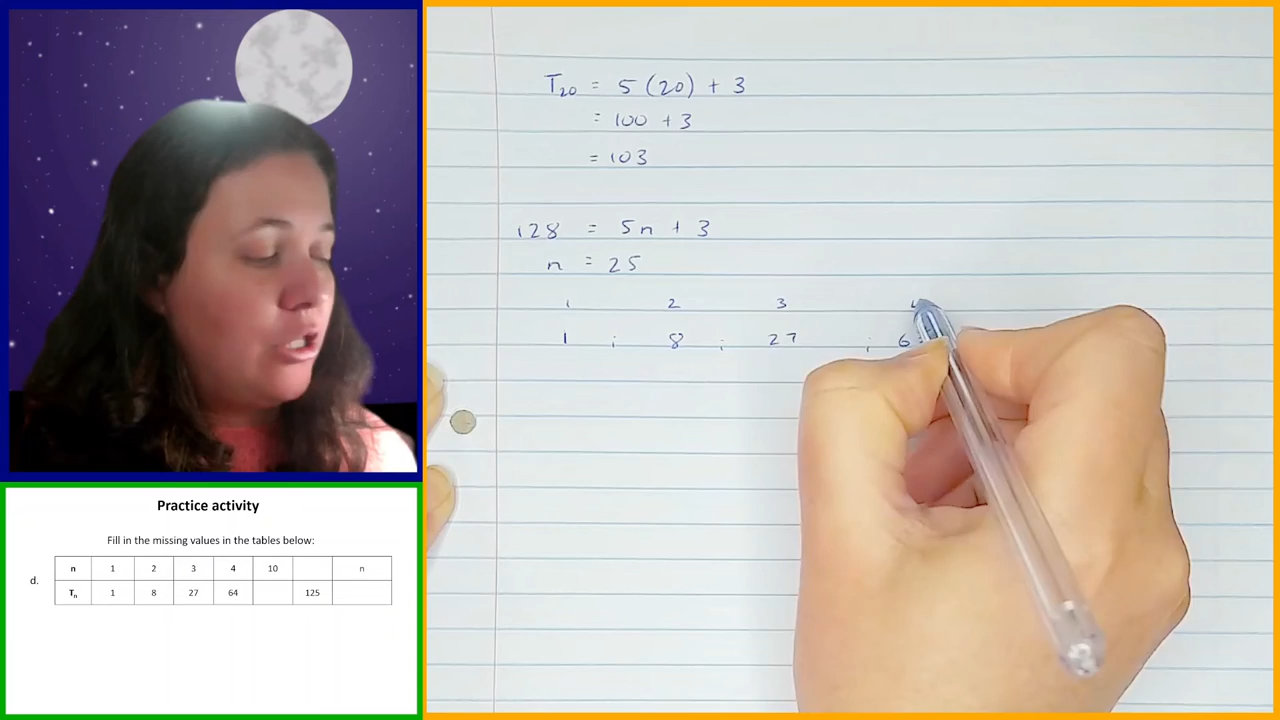 T₂₀ = 5(20) + 3
= 100 + 3
= 103
128 = 5n + 3
n = 25
1 2 3
1 ; 8 ; 27 ; 6
Practice activity
Fill in the missing values in the tables below:
d.
n 1 2 3 4 10 n
Tₙ 1 8 27 64 125